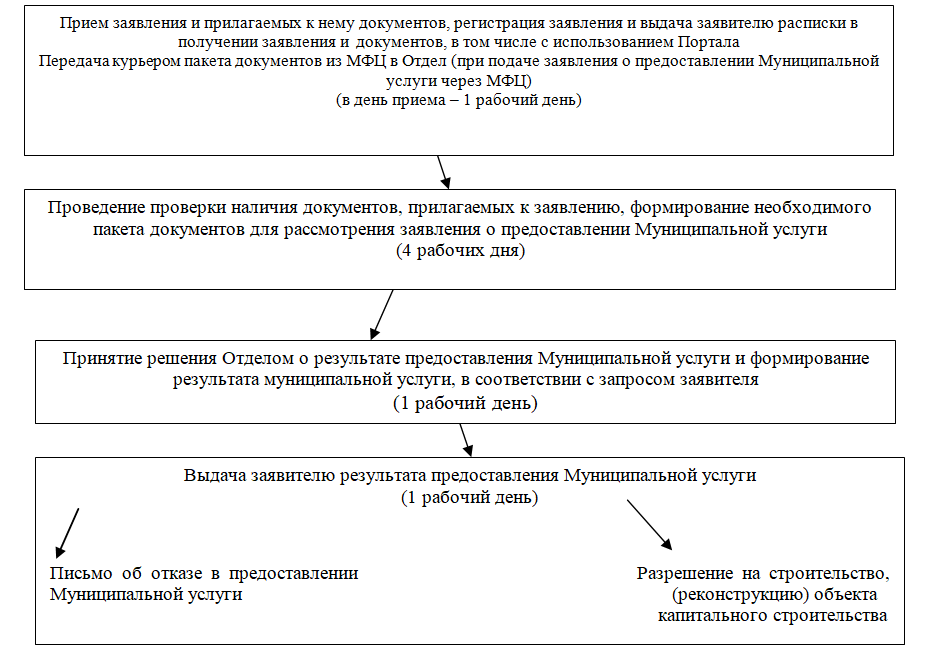 Прием заявления и прилагаемых к нему документов, регистрация заявления и выдача заявителю расписки в
получении заявления и документов, в том числе с использованием Портала
Передача курьером пакета документов из МФЦ в Отдел (при подаче заявления о предоставлении Муниципальной
услуги через МФЦ)
(в день приема – 1 рабочий день)
Проведение проверки наличия документов, прилагаемых к заявлению, формирование необходимого
пакета документов для рассмотрения заявления о предоставлении Муниципальной услуги
(4 рабочих дня)
Принятие решения Отделом о результате предоставления Муниципальной услуги и формирование
результата муниципальной услуги, в соответствии с запросом заявителя
(1 рабочий день)
Выдача заявителю результата предоставления Муниципальной услуги
(1 рабочий день)
Письмо об отказе в предоставлении
Муниципальной услуги
Разрешение на строительство,
(реконструкцию) объекта
капитального строительства